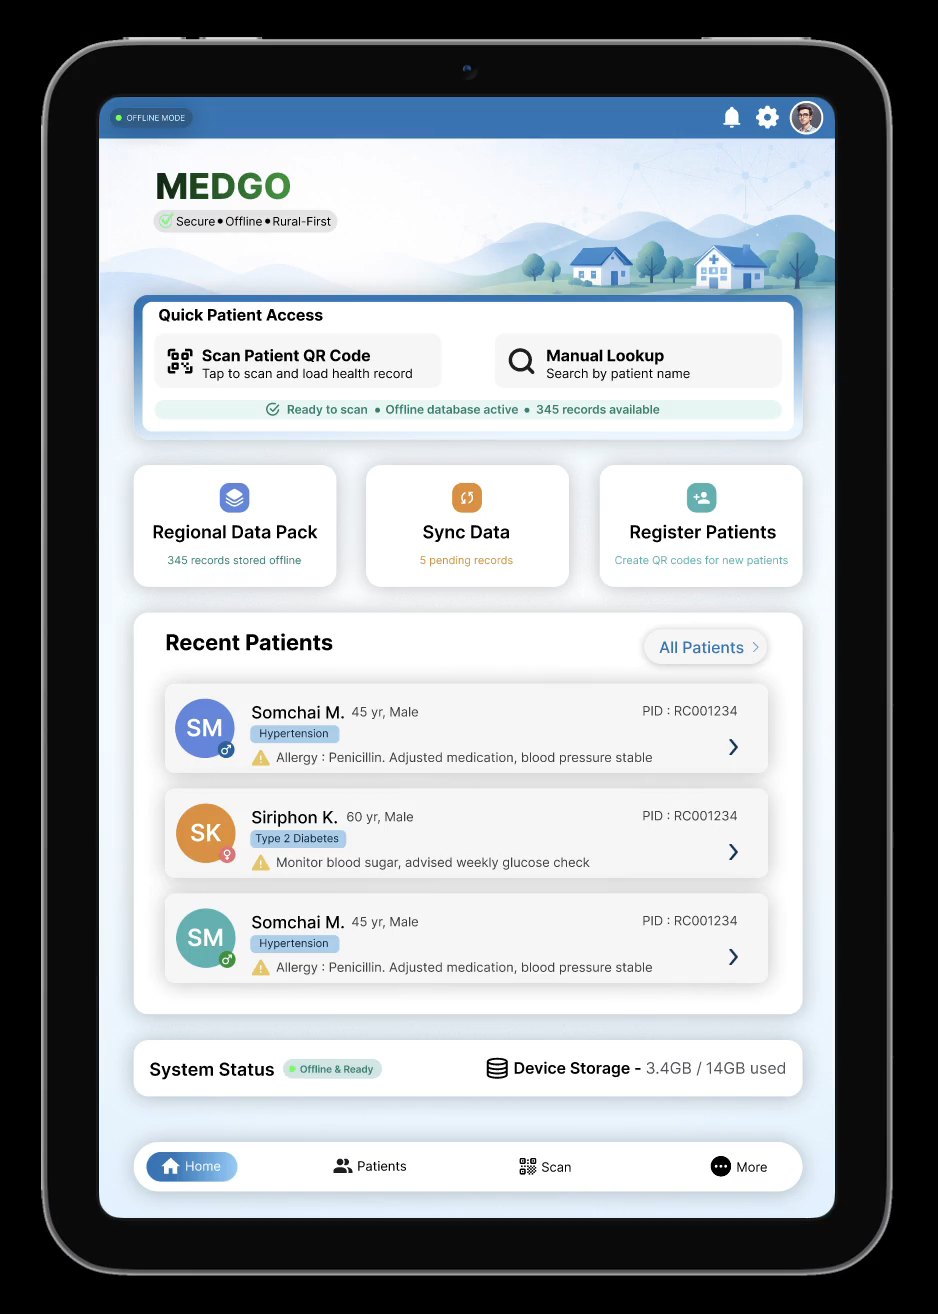 OFFLINE MODE
MEDGO
Secure • Offline • Rural-First
Quick Patient Access
Scan Patient QR Code
Tap to scan and load health record
Manual Lookup
Search by patient name
Ready to scan • Offline database active • 345 records available
Regional Data Pack
345 records stored offline
Sync Data
5 pending records
Register Patients
Create QR codes for new patients
Recent Patients
All Patients >
SM
Somchai M. 45 yr, Male
PID : RC001234
Hypertension
Allergy : Penicillin. Adjusted medication, blood pressure stable
SK
Siriphon K. 60 yr, Male
PID : RC001234
Type 2 Diabetes
Monitor blood sugar, advised weekly glucose check
SM
Somchai M. 45 yr, Male
PID : RC001234
Hypertension
Allergy : Penicillin. Adjusted medication, blood pressure stable
System Status
Offline & Ready
Device Storage - 3.4GB / 14GB used
Home
Patients
Scan
More